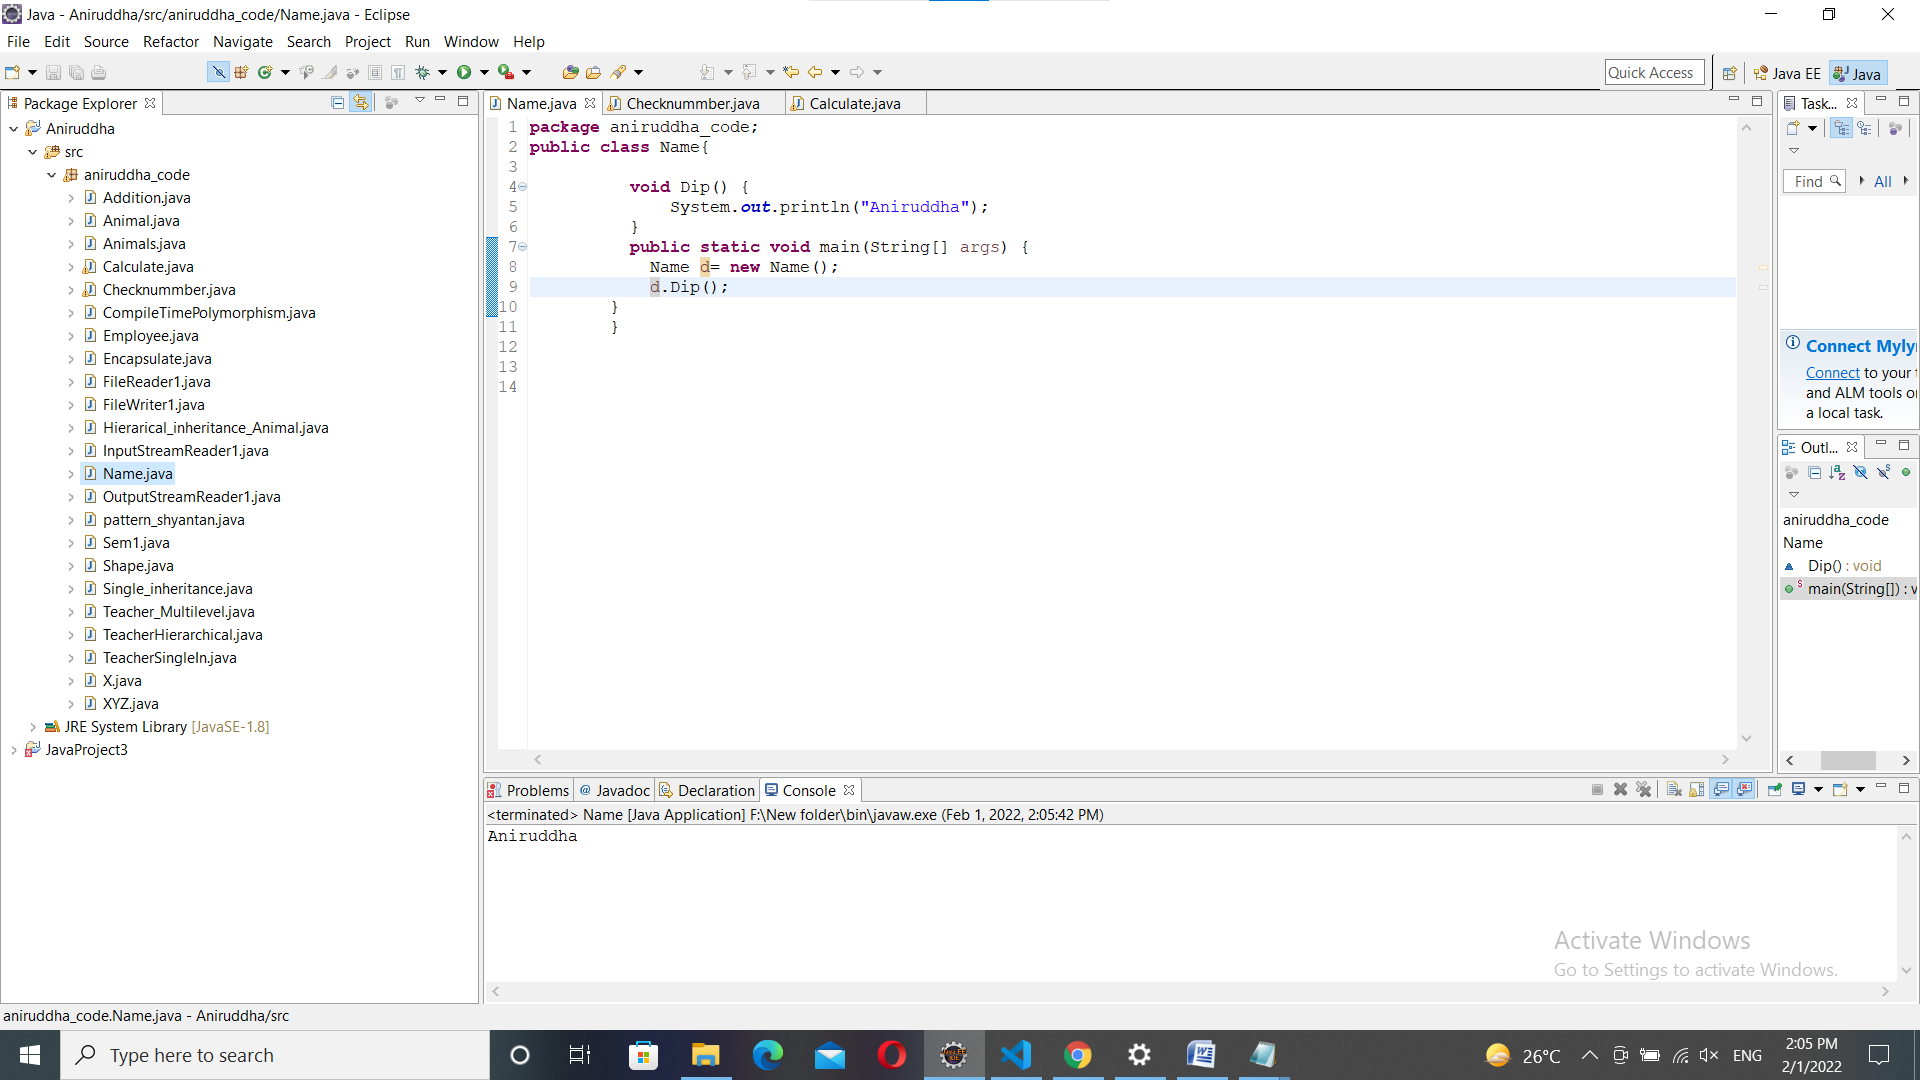 Java - Aniruddha/src/aniruddha_code/Name.java - Eclipse
File Edit Source Refactor Navigate Search Project Run Window Help
Quick Access
Java EE
Java
Package Explorer
Aniruddha
src
aniruddha_code
Addition.java
Animal.java
Animals.java
Calculate.java
Checknummber.java
CompileTimePolymorphism.java
Employee.java
Encapsulate.java
FileReader1.java
FileWriter1.java
Hierarical_inheritance_Animal.java
InputStreamReader1.java
Name.java
OutputStreamReader1.java
pattern_shyantan.java
Sem1.java
Shape.java
Single_inheritance.java
Teacher_Multilevel.java
TeacherHierarchical.java
TeacherSingleIn.java
X.java
XYZ.java
JRE System Library [JavaSE-1.8]
JavaProject3
Name.java Checknummber.java Calculate.java
1 package aniruddha_code;
2 public class Name{
3
4 void Dip() {
5 System.out.println("Aniruddha");
6 }
7 public static void main(String[] args) {
8 Name d= new Name();
9 d.Dip();
10 }
11 }
12
13
14
Task...
Find All
Connect Myly
Connect to your t
and ALM tools or
a local task.
Outl...
aniruddha_code
Name
Dip() : void
main(String[]) : v
Problems @ Javadoc Declaration Console
<terminated> Name [Java Application] F:\New folder\bin\javaw.exe (Feb 1, 2022, 2:05:42 PM)
Aniruddha
Activate Windows
Go to Settings to activate Windows.
aniruddha_code.Name.java - Aniruddha/src
Type here to search
26°C
ENG
2:05 PM
2/1/2022